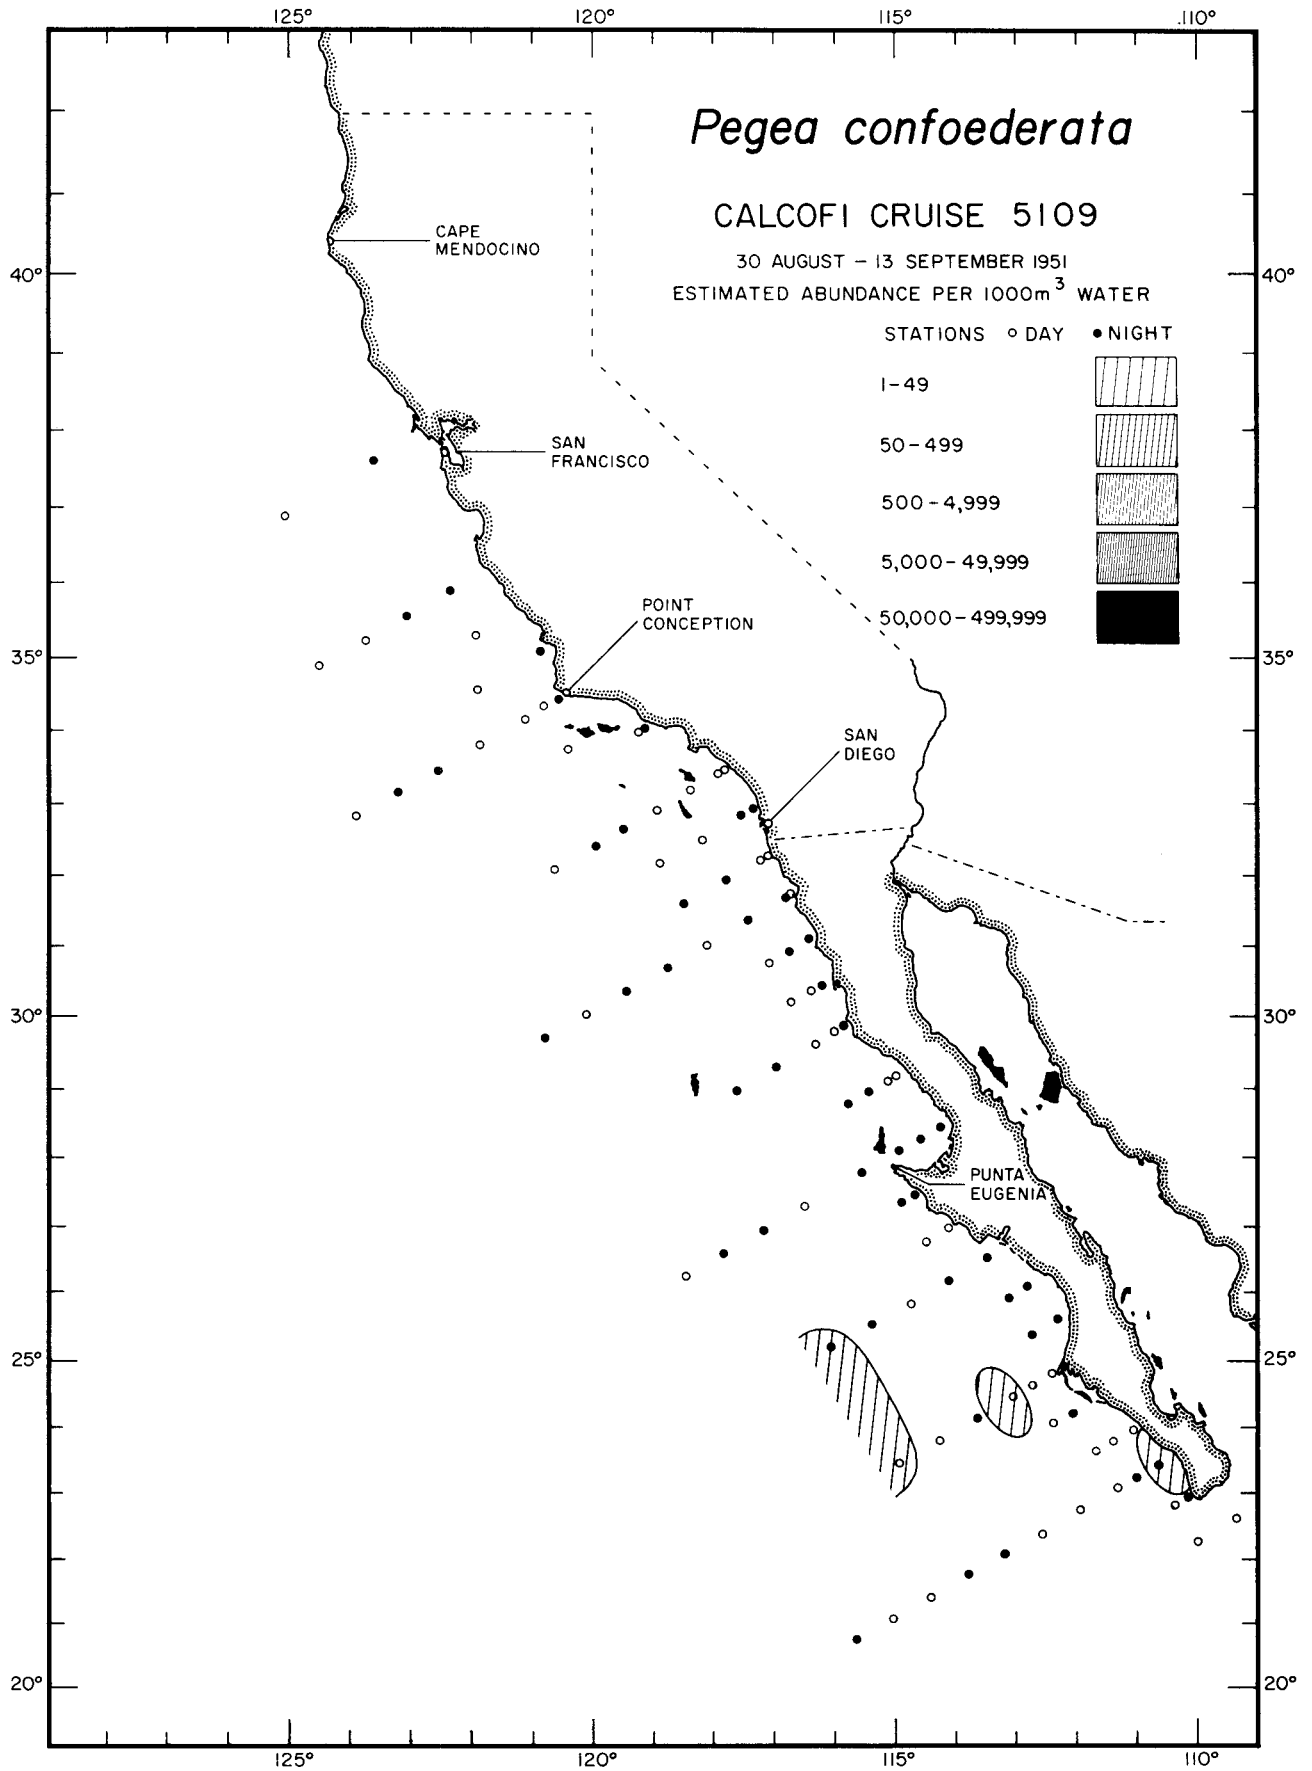 125° 120° 115° 110°
Pegea confoederata
CALCOFI CRUISE 5109
30 AUGUST – 13 SEPTEMBER 1951
ESTIMATED ABUNDANCE PER 1000m³ WATER
STATIONS DAY NIGHT
1–49
50–499
500–4,999
5,000–49,999
50,000–499,999
CAPE
MENDOCINO
40° 40°
SAN
FRANCISCO
POINT
CONCEPTION
35° 35°
SAN
DIEGO
30° 30°
PUNTA
EUGENIA
25° 25°
20° 20°
125° 120° 115° 110°